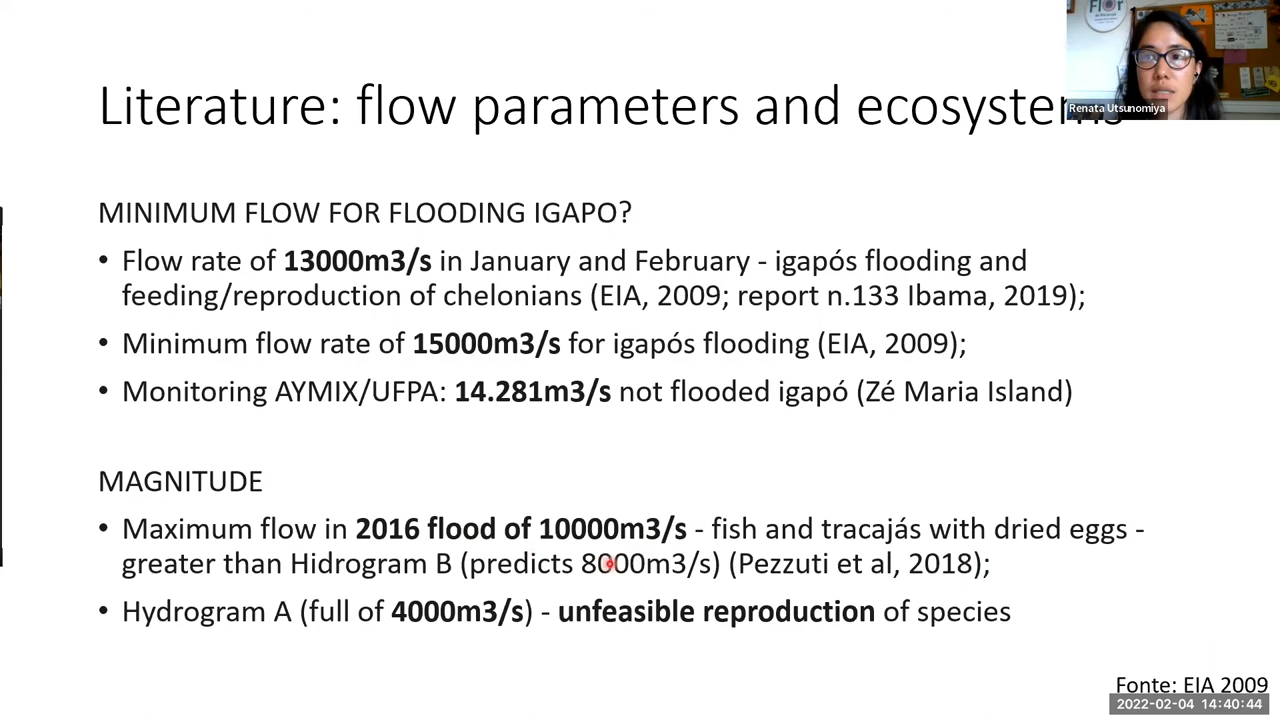 Flor
Renata Utsunomiya
Literature: flow parameters and ecosystems
MINIMUM FLOW FOR FLOODING IGAPO?
• Flow rate of 13000m3/s in January and February - igapós flooding and
feeding/reproduction of chelonians (EIA, 2009; report n.133 Ibama, 2019);
• Minimum flow rate of 15000m3/s for igapós flooding (EIA, 2009);
• Monitoring AYMIX/UFPA: 14.281m3/s not flooded igapó (Zé Maria Island)
MAGNITUDE
• Maximum flow in 2016 flood of 10000m3/s - fish and tracajás with dried eggs -
greater than Hidrogram B (predicts 8000m3/s) (Pezzuti et al, 2018);
• Hydrogram A (full of 4000m3/s) - unfeasible reproduction of species
Fonte: EIA 2009
2022-02-04 14:40:44